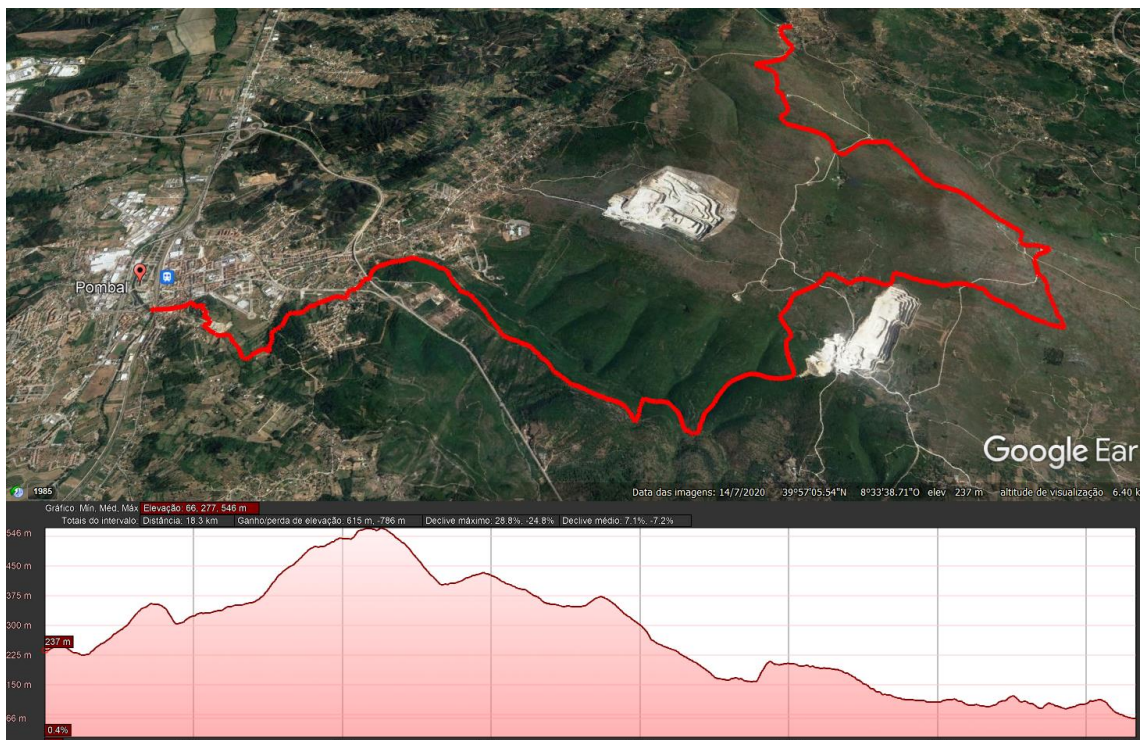 Pombal
Google Ear
1985
Data das imagens: 14/7/2020 39°57'05.54"N 8°33'38.71"O elev 237 m altitude de visualização 6.40 k
Gráfico: Mín, Méd, Máx Elevação: 66, 277, 546 m
Totais do intervalo: Distância: 18.3 km Ganho/perda de elevação: 615 m, -786 m Declive máximo: 28.8%, -24.8% Declive médio: 7.1%, -7.2%
546 m
450 m
375 m
300 m
237 m
225 m
150 m
66 m
0.4%